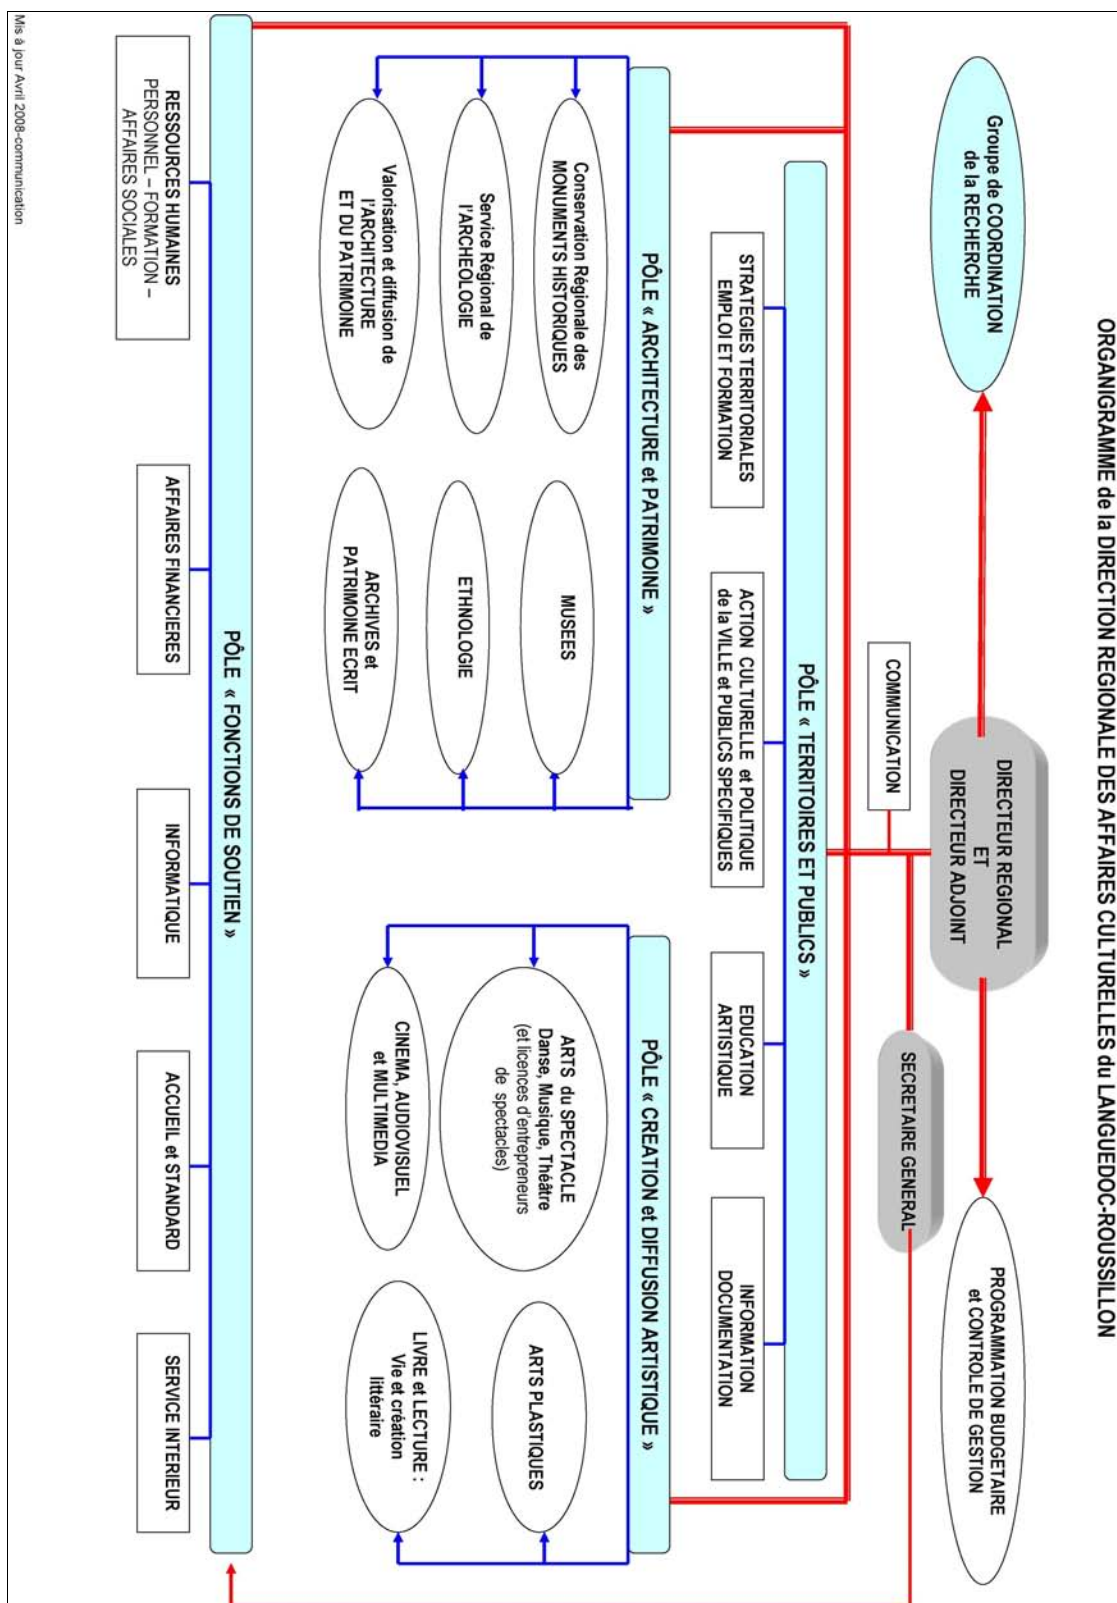 ORGANIGRAMME de la DIRECTION REGIONALE DES AFFAIRES CULTURELLES du LANGUEDOC-ROUSSILLON
Groupe de COORDINATION
de la RECHERCHE
DIRECTEUR REGIONAL
ET
DIRECTEUR ADJOINT
PROGRAMMATION BUDGETAIRE
et CONTROLE DE GESTION
COMMUNICATION
SECRETAIRE GENERAL
PÔLE « TERRITOIRES ET PUBLICS »
STRATEGIES TERRITORIALES
EMPLOI ET FORMATION
ACTION CULTURELLE et POLITIQUE
de la VILLE et PUBLICS SPECIFIQUES
EDUCATION
ARTISTIQUE
INFORMATION
DOCUMENTATION
PÔLE « ARCHITECTURE et PATRIMOINE »
Conservation Régionale des
MONUMENTS HISTORIQUES
Service Régional de
l'ARCHEOLOGIE
Valorisation et diffusion de
l'ARCHITECTURE
ET DU PATRIMOINE
MUSEES
ETHNOLOGIE
ARCHIVES et
PATRIMOINE ECRIT
PÔLE « CREATION et DIFFUSION ARTISTIQUE »
ARTS du SPECTACLE
Danse, Musique, Théâtre
(et licences d'entrepreneurs
de spectacles)
CINEMA, AUDIOVISUEL
et MULTIMEDIA
ARTS PLASTIQUES
LIVRE et LECTURE :
Vie et création
littéraire
PÔLE « FONCTIONS DE SOUTIEN »
RESSOURCES HUMAINES
PERSONNEL – FORMATION –
AFFAIRES SOCIALES
AFFAIRES FINANCIERES
INFORMATIQUE
ACCUEIL et STANDARD
SERVICE INTERIEUR
Mis à jour Avril 2008-communication